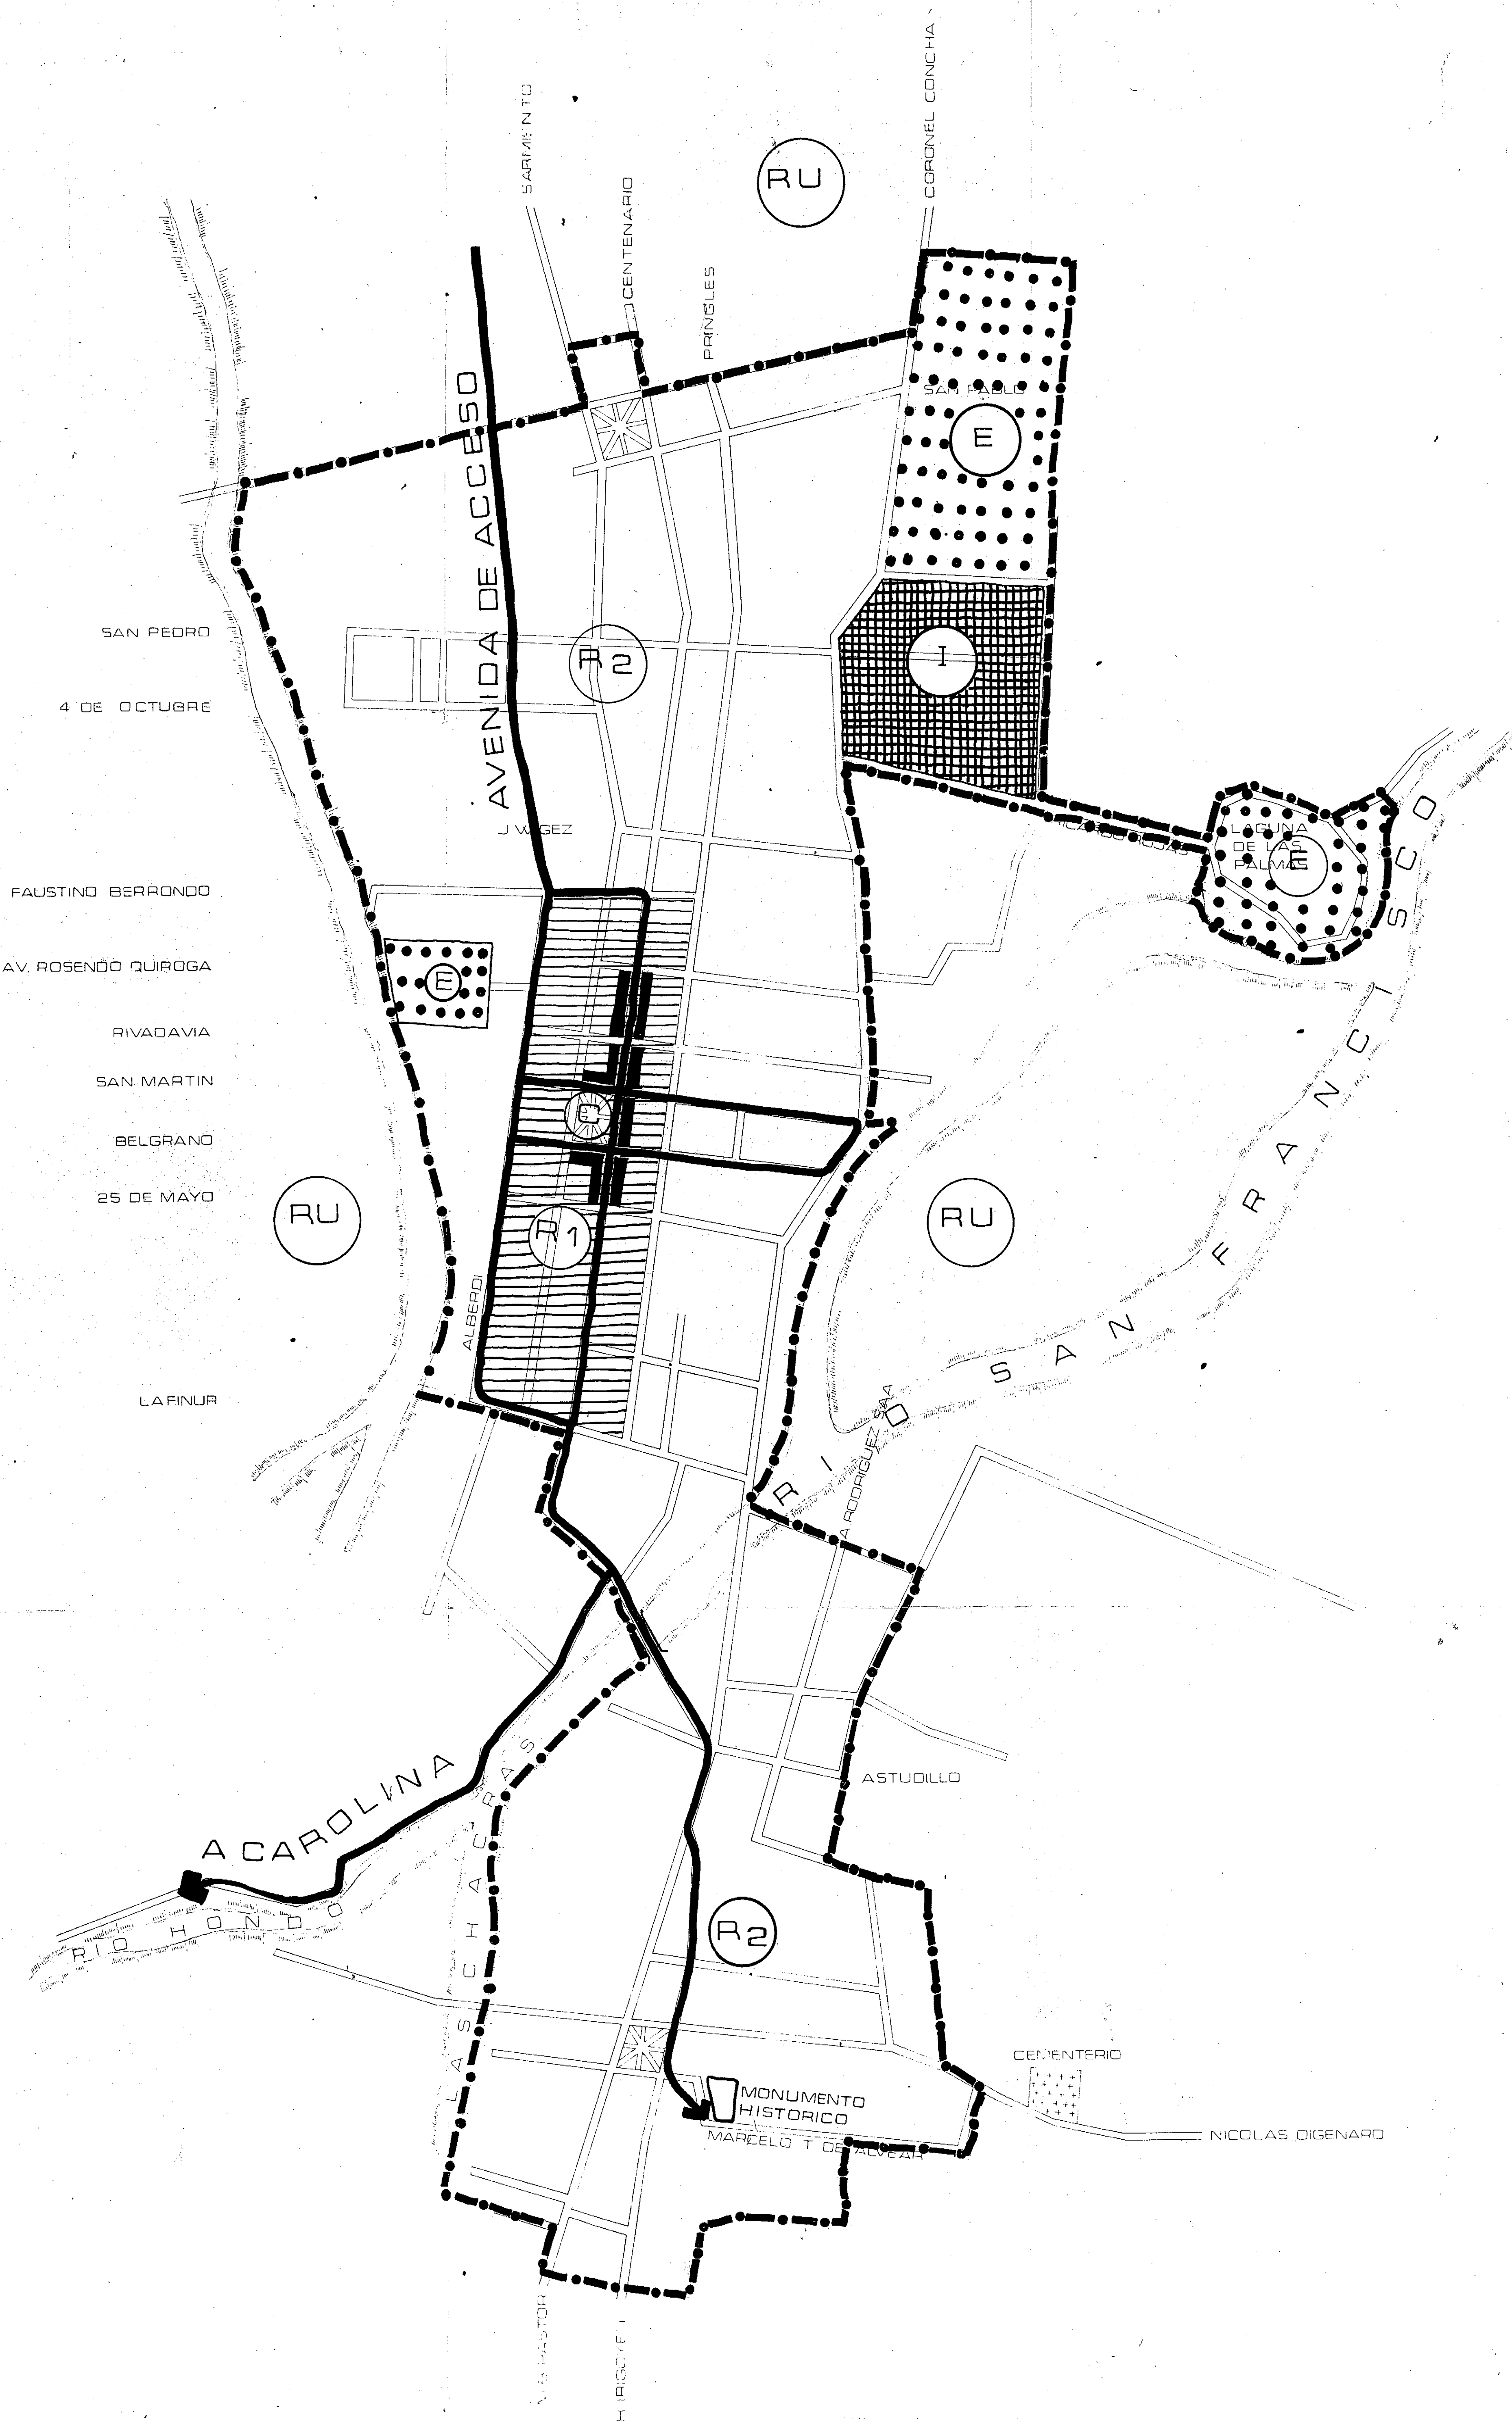 SARMIENTO
CENTENARIO
PRINGLES
CORONEL CONCHA
RU
AVENIDA DE ACCESO
SAN PABLO
E
SAN PEDRO
R2
I
4 DE OCTUBRE
J W GEZ
LAGUNA
DE LAS
PALMAS
E
FAUSTINO BERRONDO
AV. ROSENDO QUIROGA
E
RIVADAVIA
SAN MARTIN
C
BELGRANO
25 DE MAYO
RU
R1
RU
ALBERDI
LAFINUR
RIO SAN FRANCISCO
A. RODRIGUEZ SAA
A CAROLINA
ASTUDILLO
RIO HONDO
LAS CHACRAS
R2
CEMENTERIO
MONUMENTO
HISTORICO
MARCELO T DE ALVEAR
NICOLAS DIGENARO
PASTOR
H IRIGOYE